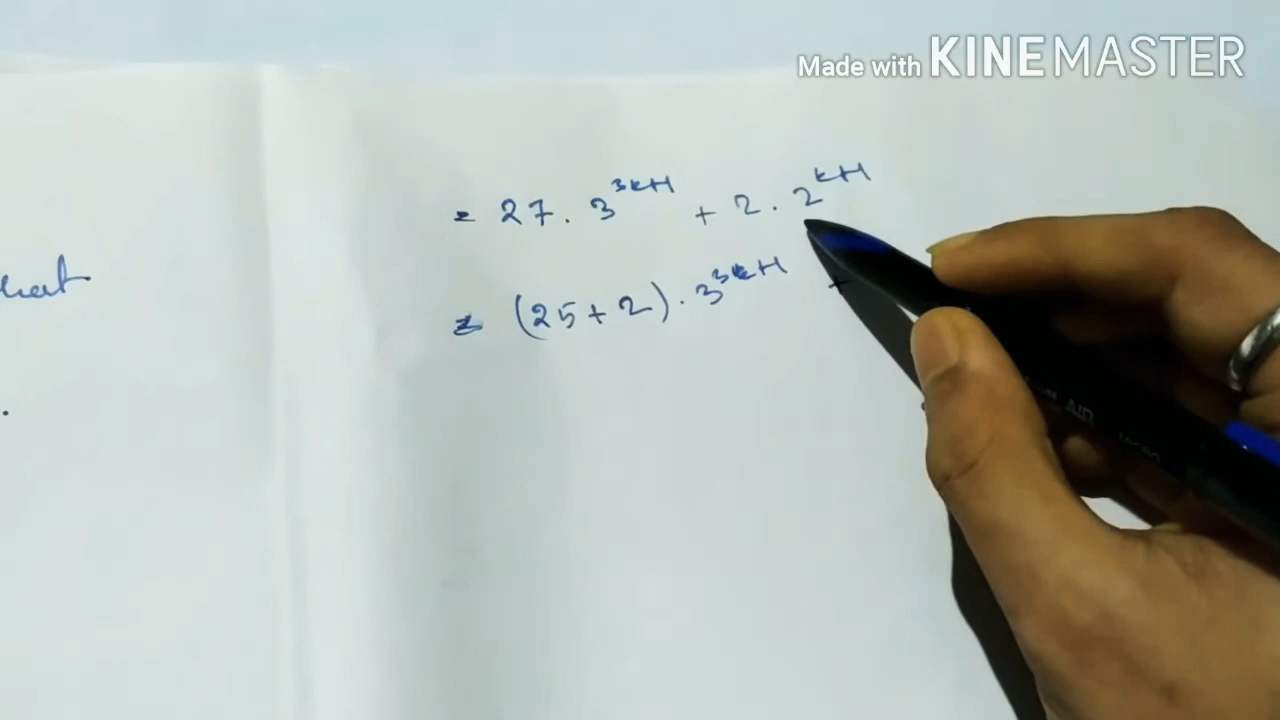 Made with KINEMASTER
= 27 . 3^{3k+1} + 2 . 2^{k+1}
= (25 + 2) . 3^{3k+1} +
.